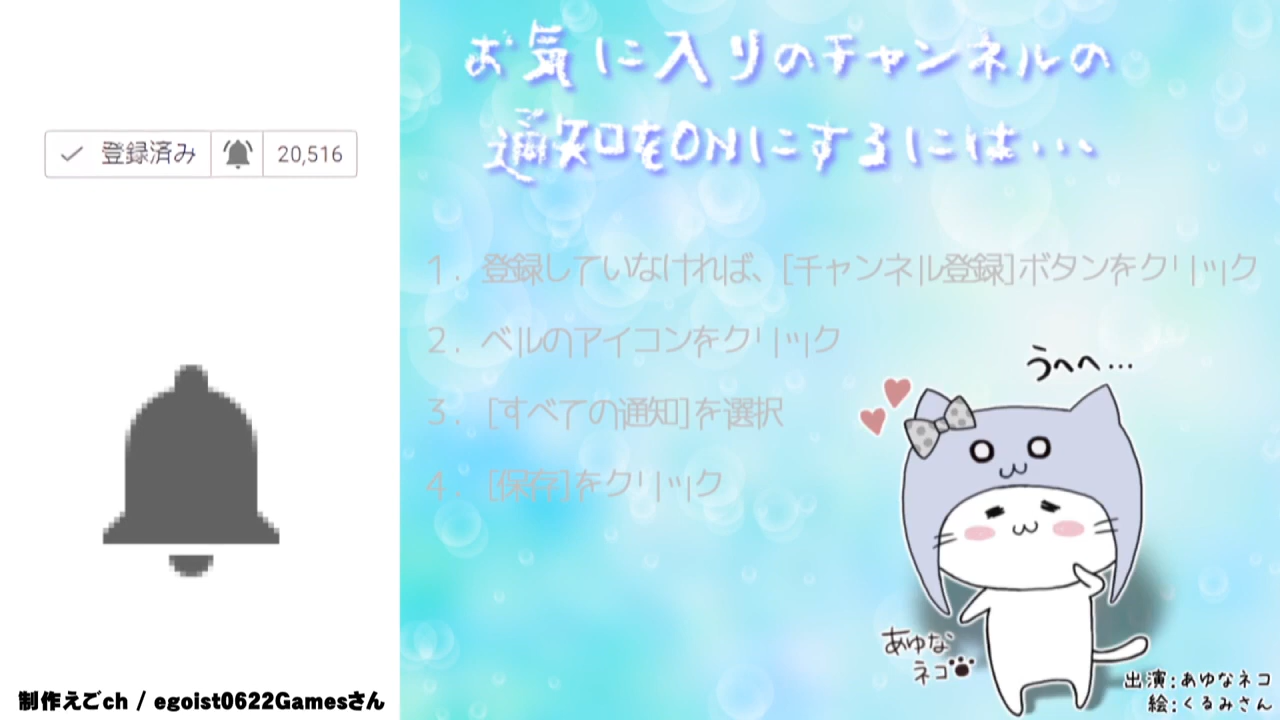 お気に入りのチャンネルの
通知をONにするには・・・
登録済み 20,516
1. 登録していなければ、[チャンネル登録]ボタンをクリック
2. ベルのアイコンをクリック
3. [すべての通知]を選択
4. [保存]をクリック
うへへ…
あゆな
ネコ
出演:あゆなネコ
絵:くるみさん
制作えごch / egoist0622Gamesさん